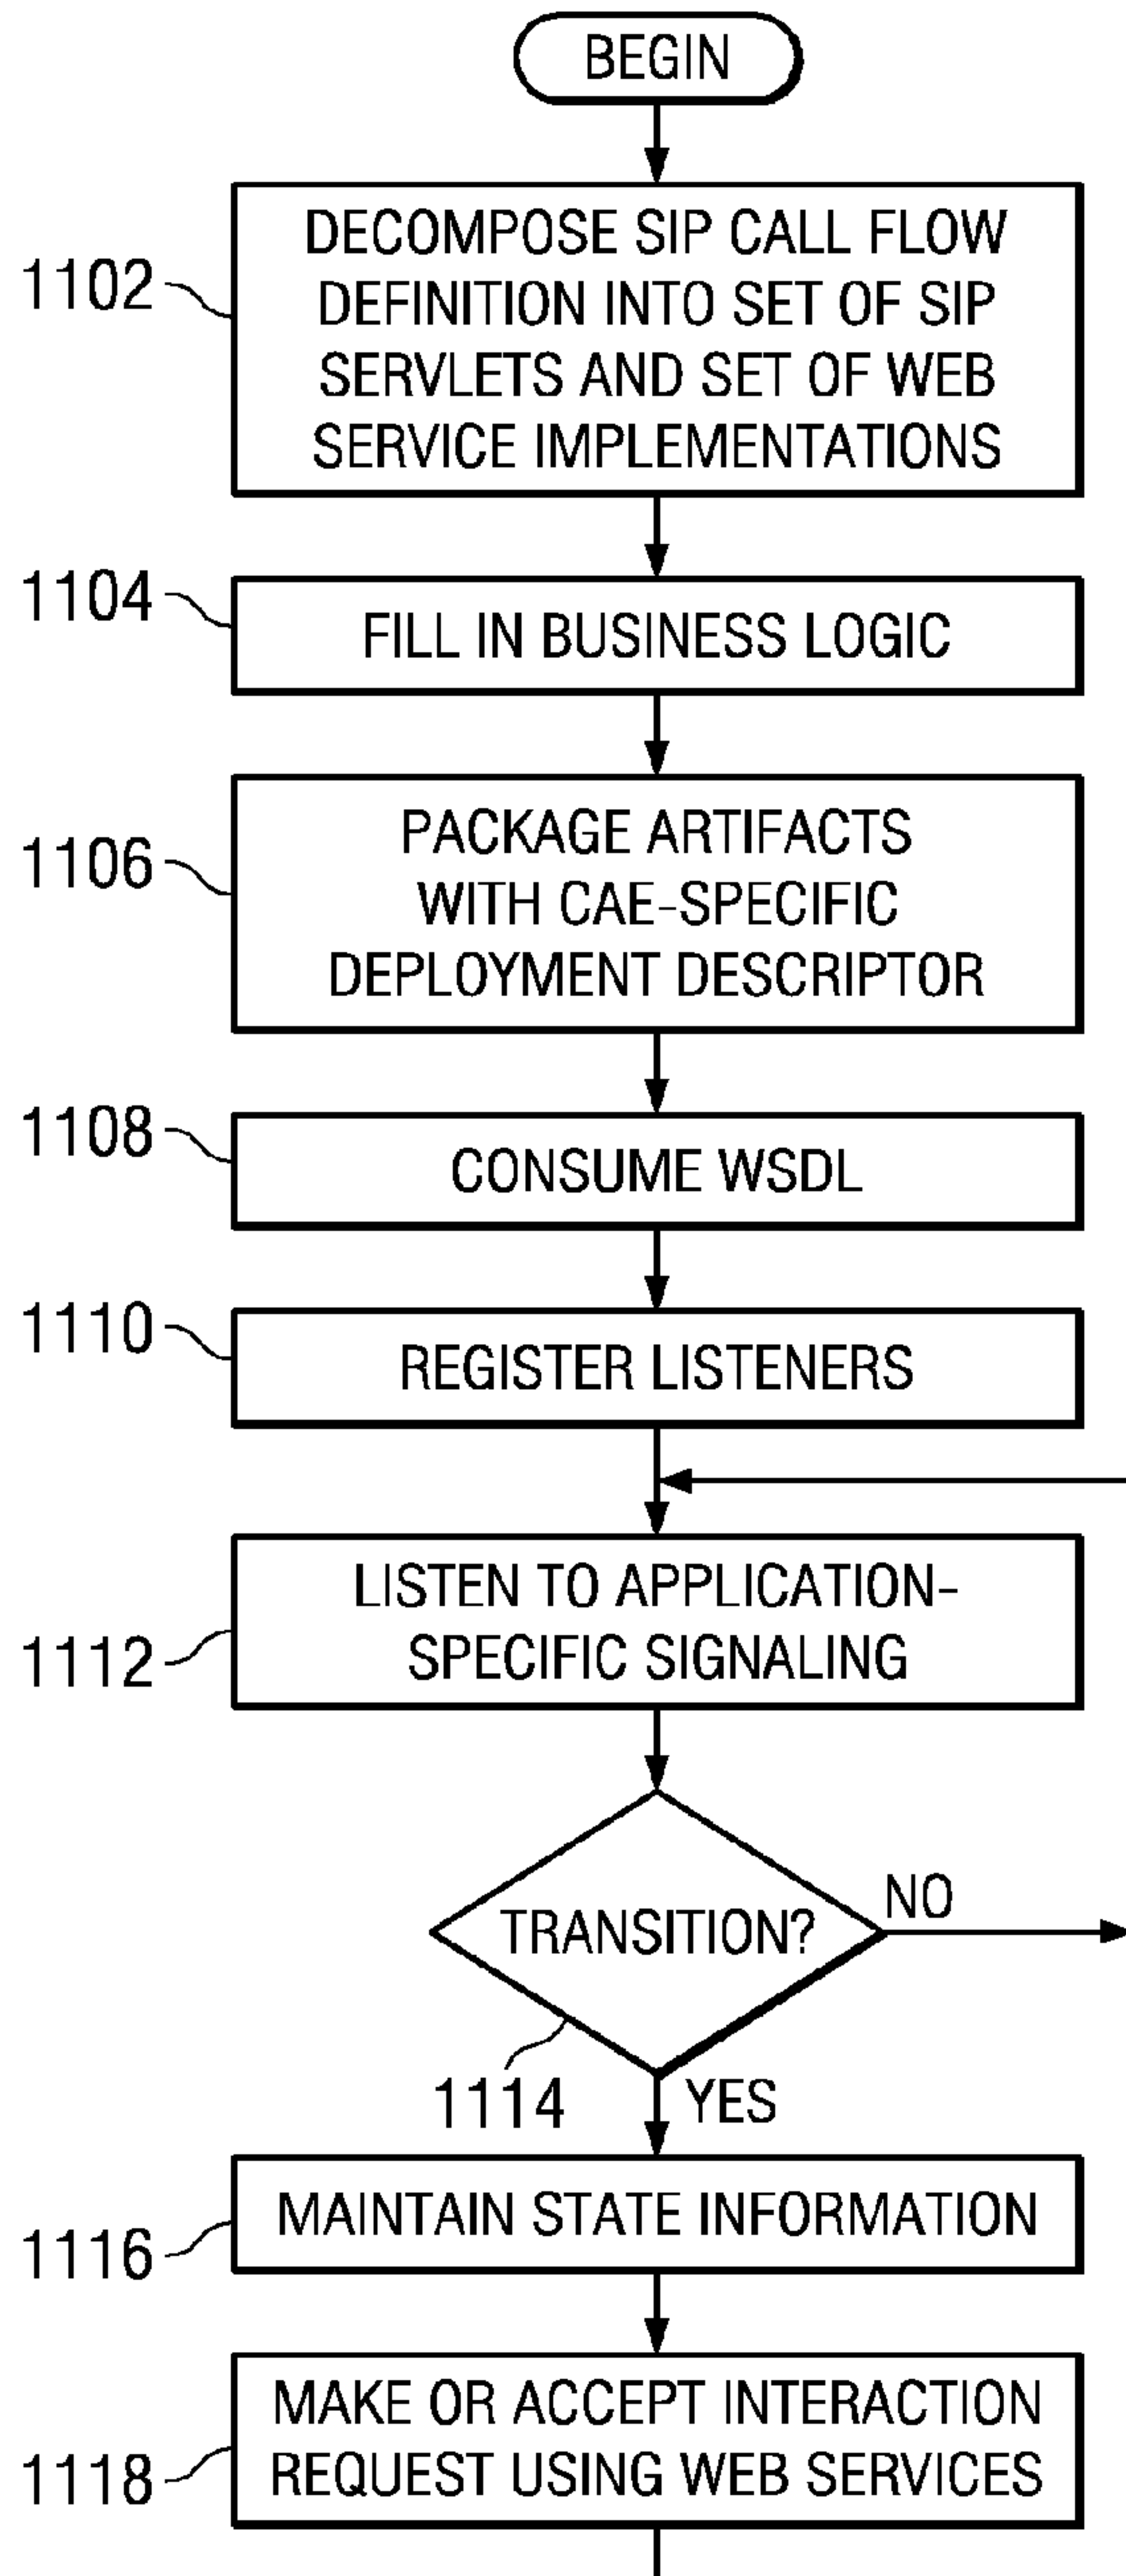 BEGIN
1102
DECOMPOSE SIP CALL FLOW
DEFINITION INTO SET OF SIP
SERVLETS AND SET OF WEB
SERVICE IMPLEMENTATIONS
1104
FILL IN BUSINESS LOGIC
1106
PACKAGE ARTIFACTS
WITH CAE-SPECIFIC
DEPLOYMENT DESCRIPTOR
1108
CONSUME WSDL
1110
REGISTER LISTENERS
LISTEN TO APPLICATION-
SPECIFIC SIGNALING
1112
TRANSITION?
NO
1114
YES
MAINTAIN STATE INFORMATION
1116
MAKE OR ACCEPT INTERACTION
REQUEST USING WEB SERVICES
1118